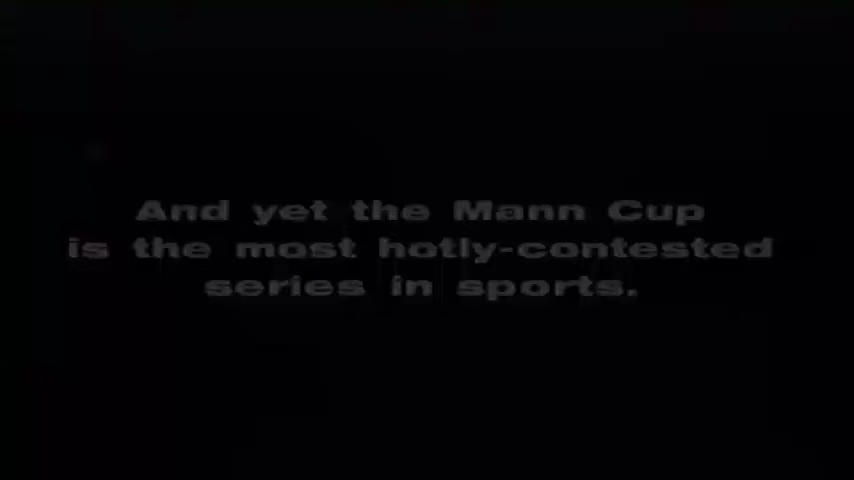 And yet the Mann Cup
is the most hotly-contested
series in sports.